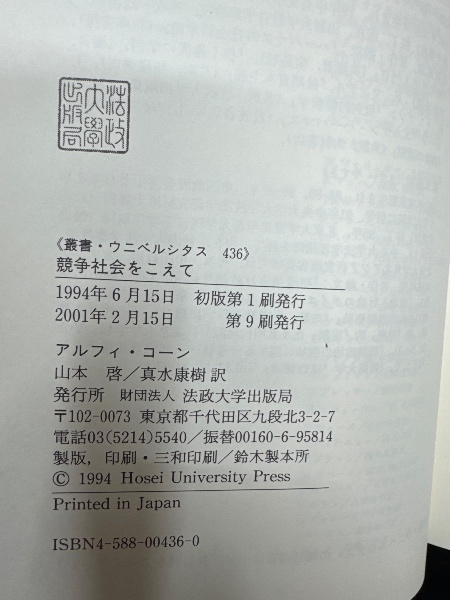 法政
大學
出版局
《叢書・ウニベルシタス 436》
競争社会をこえて
1994年6月15日 初版第1刷発行
2001年2月15日 第9刷発行
アルフィ・コーン
山本 啓／真水康樹 訳
発行所 財団法人 法政大学出版局
〒102-0073 東京都千代田区九段北3-2-7
電話03(5214)5540／振替00160-6-95814
製版，印刷・三和印刷／鈴木製本所
© 1994 Hosei University Press
Printed in Japan
ISBN4-588-00436-0